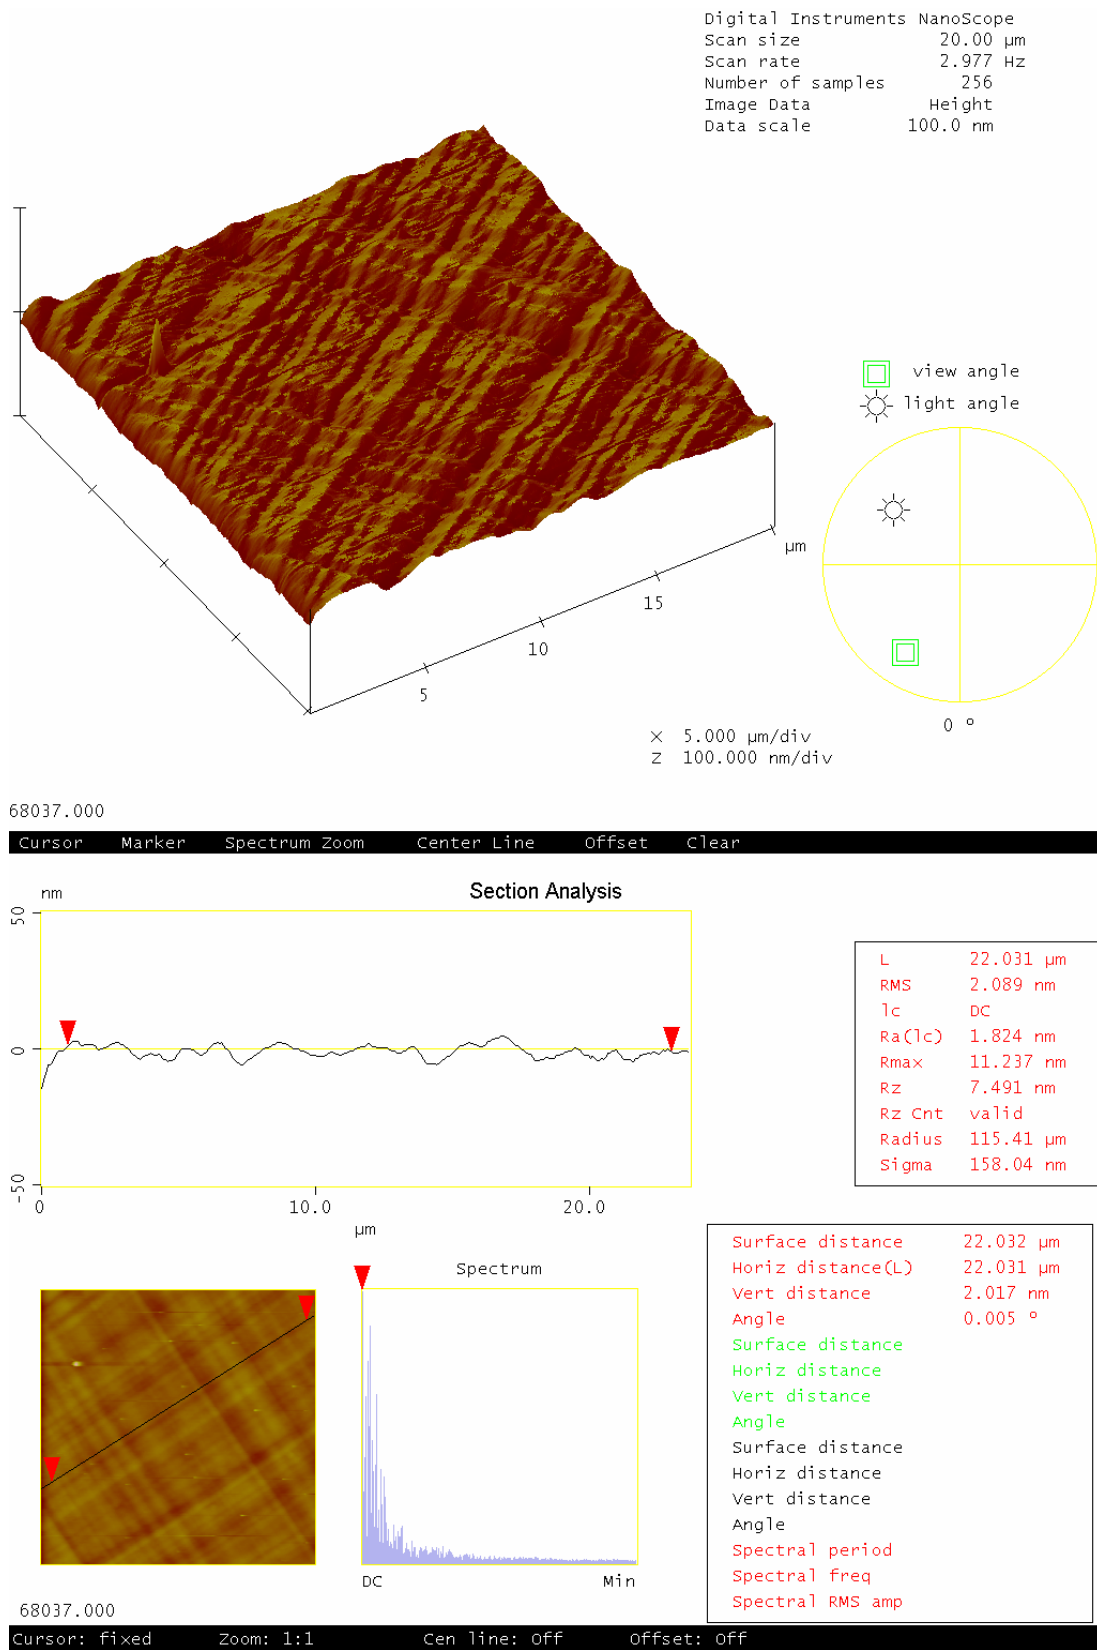 Digital Instruments NanoScope
Scan size 20.00 µm
Scan rate 2.977 Hz
Number of samples 256
Image Data Height
Data scale 100.0 nm
view angle
light angle
µm
15
10
5
0 º
X 5.000 µm/div
Z 100.000 nm/div
68037.000
Cursor Marker Spectrum Zoom Center Line Offset Clear
nm
Section Analysis
50
0
-50
0 10.0 20.0
µm
L 22.031 µm
RMS 2.089 nm
lc DC
Ra(lc) 1.824 nm
Rmax 11.237 nm
Rz 7.491 nm
Rz Cnt valid
Radius 115.41 µm
Sigma 158.04 nm
Spectrum
DC Min
Surface distance 22.032 µm
Horiz distance(L) 22.031 µm
Vert distance 2.017 nm
Angle 0.005 º
Surface distance
Horiz distance
Vert distance
Angle
Surface distance
Horiz distance
Vert distance
Angle
Spectral period
Spectral freq
Spectral RMS amp
68037.000
Cursor: fixed Zoom: 1:1 Cen line: Off Offset: Off